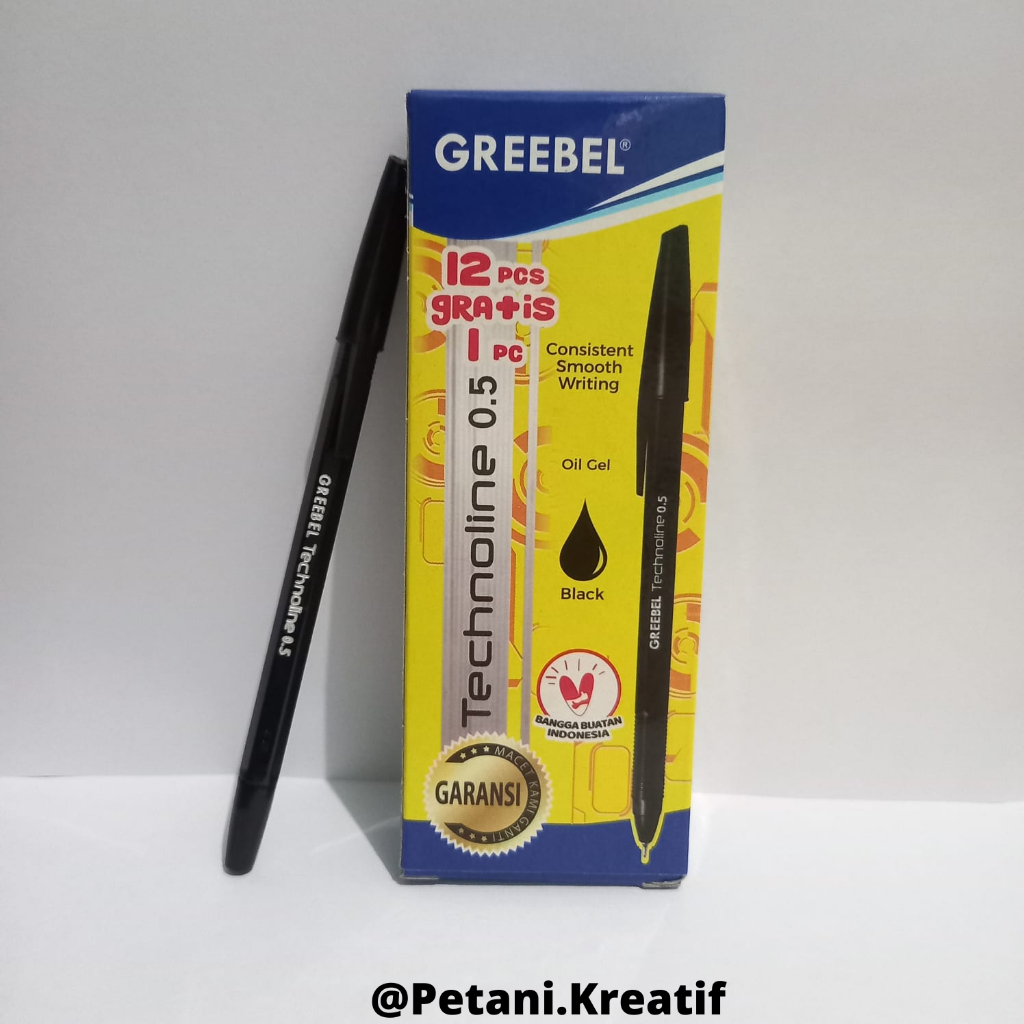 GREEBEL®
12 PCS
gRAtiS
1 PC
Technoline 0.5
Consistent
Smooth
Writing
Oil Gel
Black
GREEBEL Technoline 0.5
BANGGA BUATAN
INDONESIA
GARANSI
MACET KAMI GANTI
GREEBEL Technoline 0.5
@Petani.Kreatif